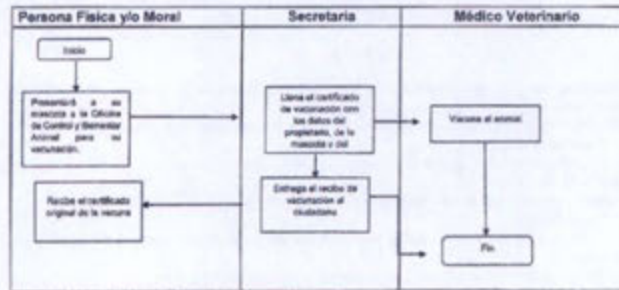 Persona Física y/o Moral
Secretaria
Médico Veterinario
Inicio
Presentará a su
mascota a la Oficina
de Control y Bienestar
Animal para su
vacunación.
Llena el certificado
de vacunación con
los datos del
propietario, de la
mascota y del
Vacuna al animal
Entrega el recibo de
vacunación al
ciudadano
Recibe el certificado
original de la vacuna
Fin